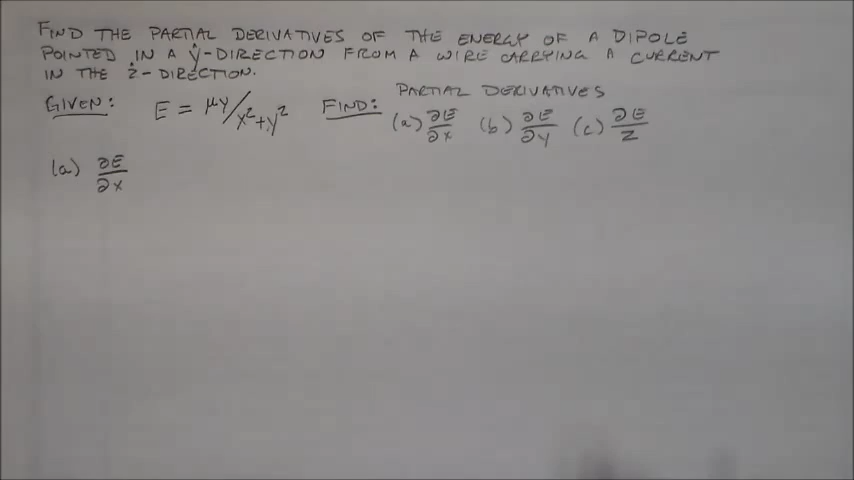 FIND THE PARTIAL DERIVATIVES OF THE ENERGY OF A DIPOLE
POINTED IN A ŷ-DIRECTION FROM A WIRE CARRYING A CURRENT
IN THE ẑ-DIRECTION.
GIVEN: E = μy/x²+y² FIND: PARTIAL DERIVATIVES
(a) ∂E/∂x (b) ∂E/∂y (c) ∂E/z
(a) ∂E/∂x